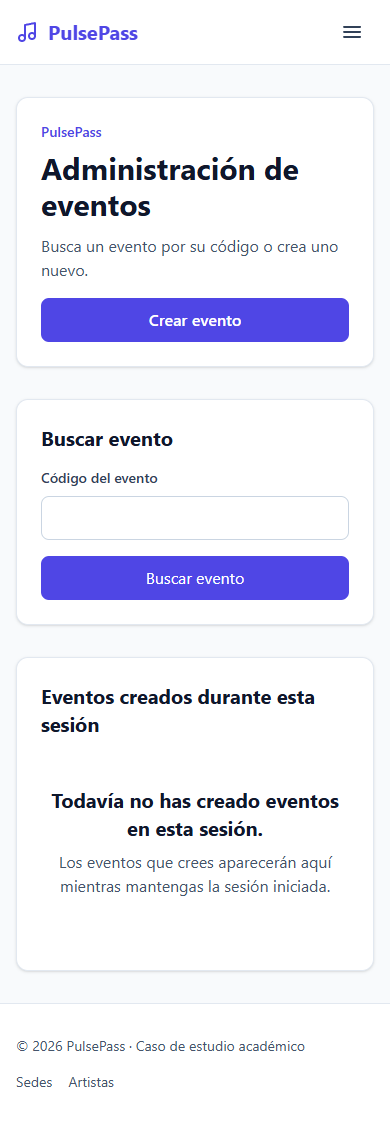 PulsePass
PulsePass
Administración de
eventos
Busca un evento por su código o crea uno
nuevo.
Crear evento
Buscar evento
Código del evento
Buscar evento
Eventos creados durante esta
sesión
Todavía no has creado eventos
en esta sesión.
Los eventos que crees aparecerán aquí
mientras mantengas la sesión iniciada.
© 2026 PulsePass · Caso de estudio académico
Sedes Artistas